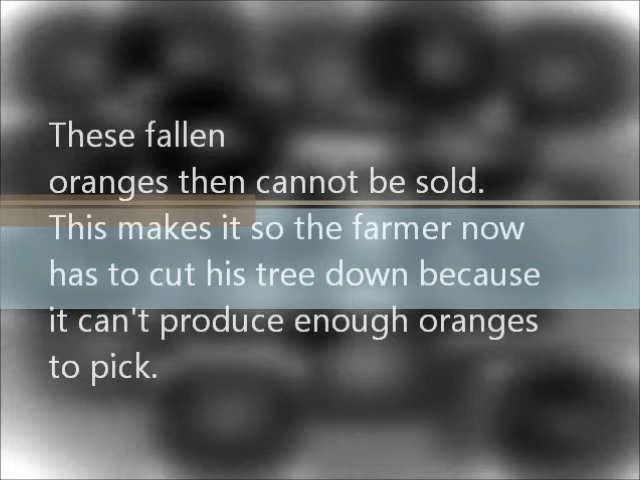 These fallen
oranges then cannot be sold.
This makes it so the farmer now
has to cut his tree down because
it can't produce enough oranges
to pick.